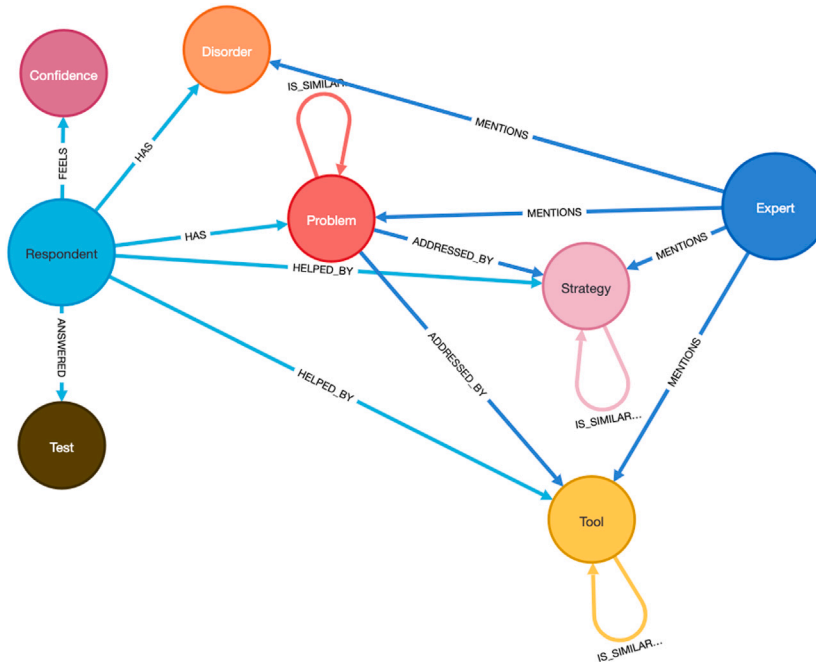 Disorder
Confidence
IS_SIMILAR...
MENTIONS
HAS
FEELS
Expert
MENTIONS
Problem
HAS
Respondent
ADDRESSED_BY
MENTIONS
HELPED_BY
Strategy
ANSWERED
ADDRESSED_BY
MENTIONS
HELPED_BY
IS_SIMILAR...
Test
Tool
IS_SIMILAR...